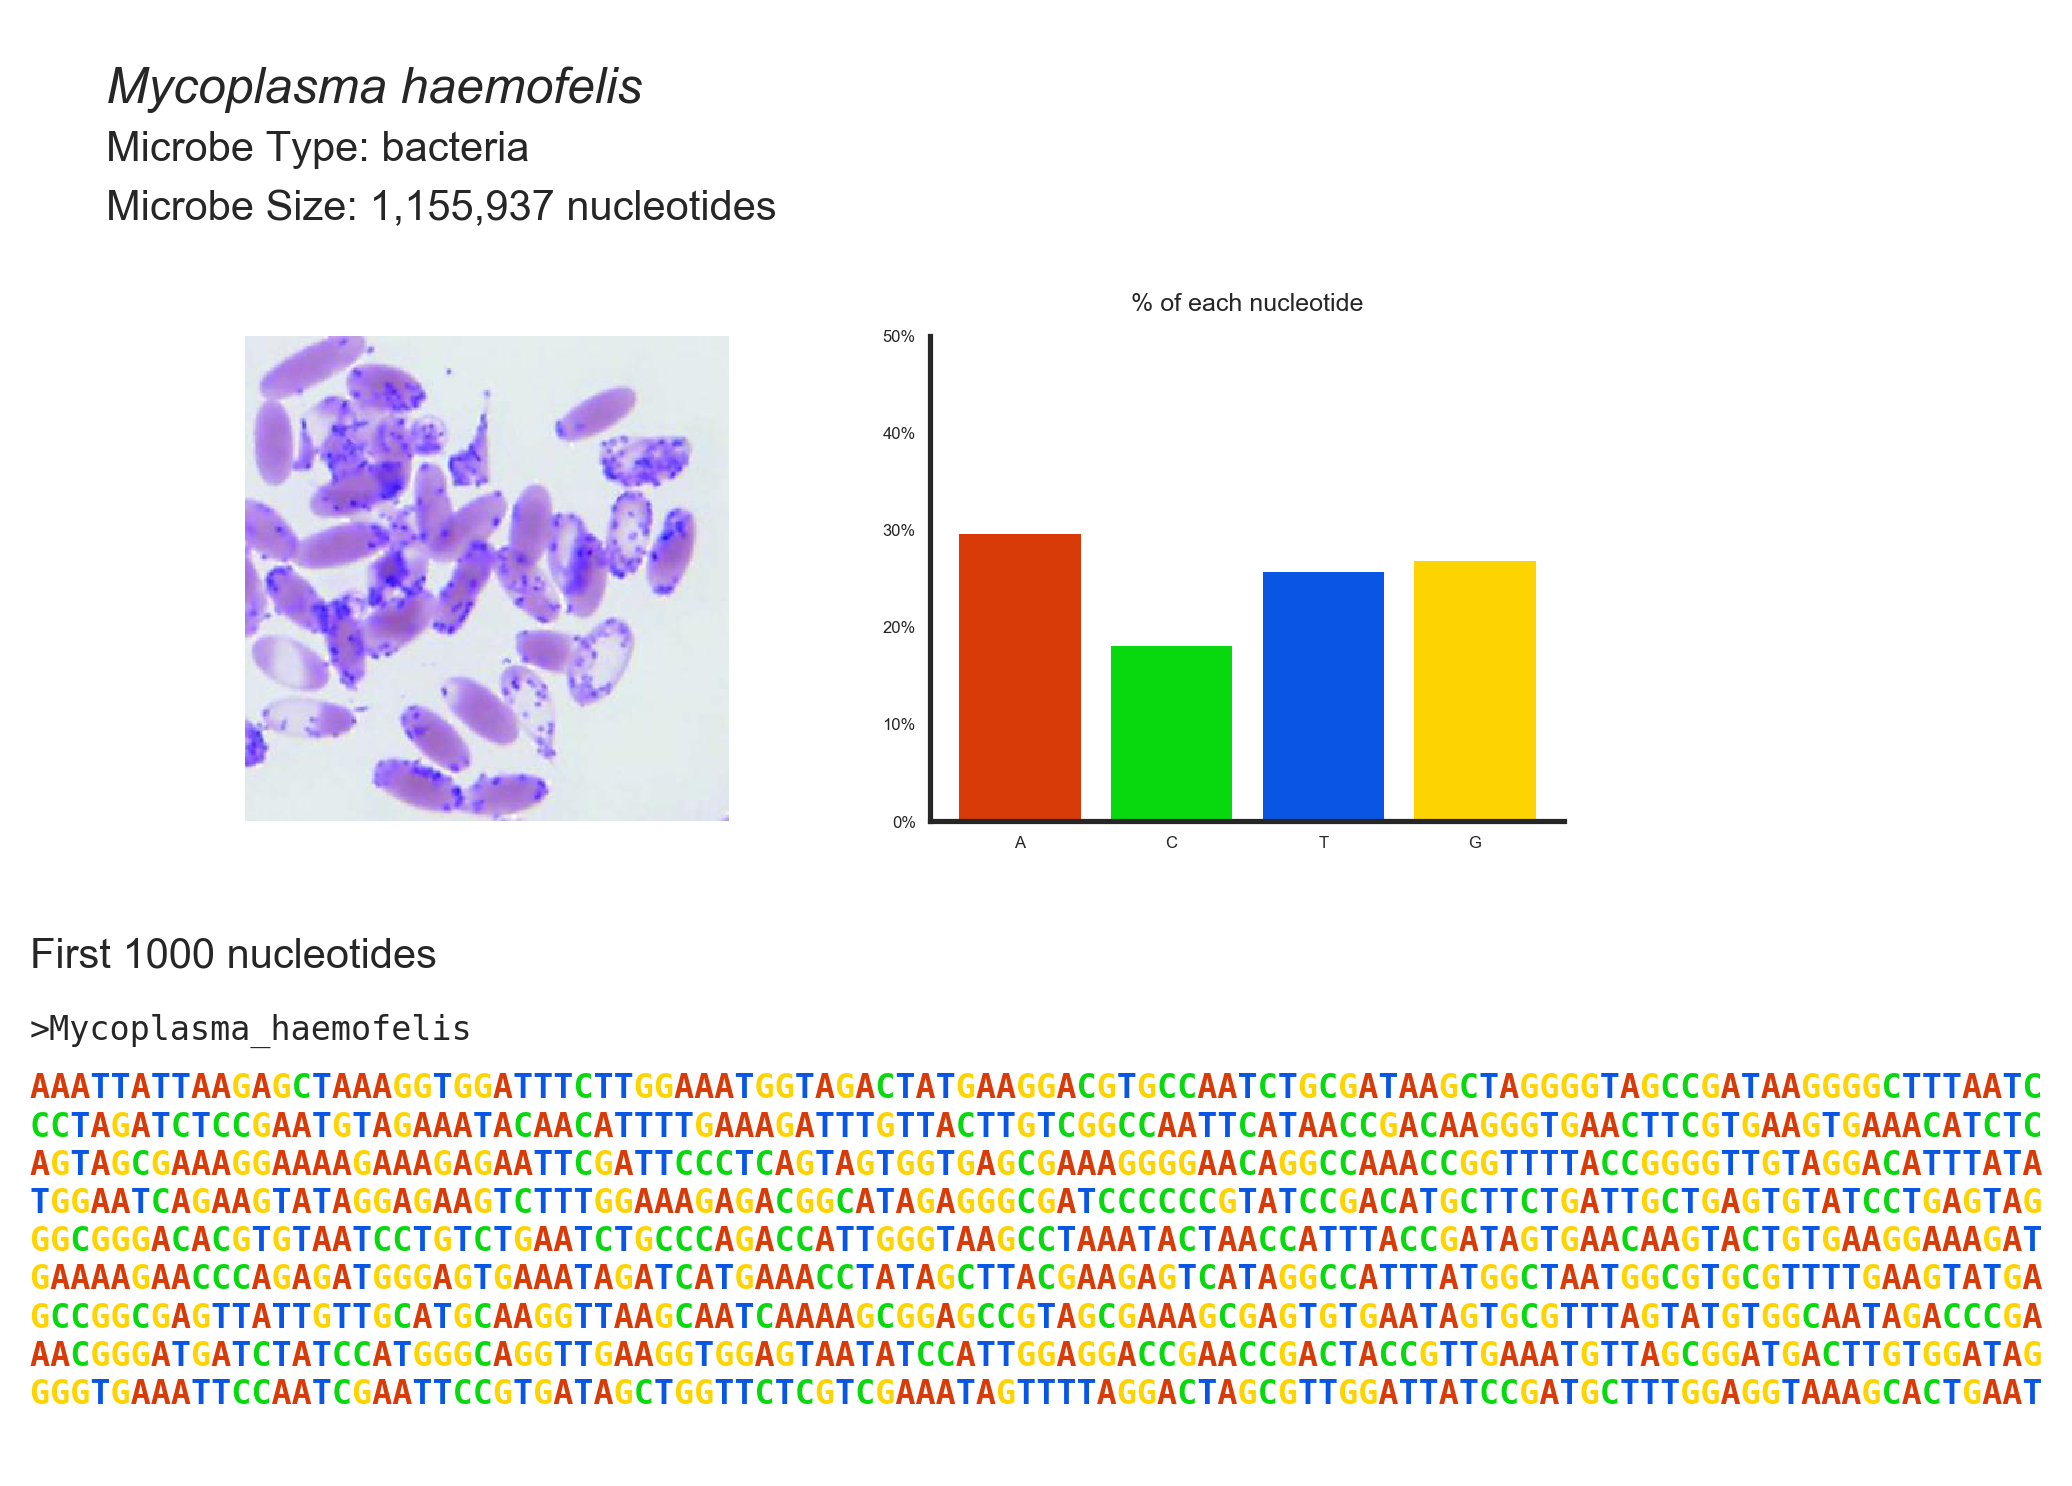 Mycoplasma haemofelis
Microbe Type: bacteria
Microbe Size: 1,155,937 nucleotides
% of each nucleotide
50%
40%
30%
20%
10%
0%
A C T G
First 1000 nucleotides
>Mycoplasma_haemofelis
AAATTATTAAGAGCTAAAGGTGGATTTCTTGGAAATGGTAGACTATGAAGGACGTGCCAATCTGCGATAAGCTAGGGGTAGCCGATAAGGGGCTTTAATC
CCTAGATCTCCGAATGTAGAAATACAACATTTTGAAAGATTTGTTACTTGTCGGCCAATTCATAACCGACAAGGGTGAACTTCGTGAAGTGAAACATCTC
AGTAGCGAAAGGAAAAGAAAGAGAATTCGATTCCCTCAGTAGTGGTGAGCGAAAGGGGAACAGGCCAAACCGGTTTTACCGGGGTTGTAGGACATTTATA
TGGAATCAGAAGTATAGGAGAAGTCTTTGGAAAGAGACGGCATAGAGGGCGATCCCCCCGTATCCGACATGCTTCTGATTGCTGAGTGTATCCTGAGTAG
GGCGGGACACGTGTAATCCTGTCTGAATCTGCCCAGACCATTGGGTAAGCCTAAATACTAACCATTTACCGATAGTGAACAAGTACTGTGAAGGAAAGAT
GAAAAGAACCCAGAGATGGGAGTGAAATAGATCATGAAACCTATAGCTTACGAAGAGTCATAGGCCATTTATGGCTAATGGCGTGCGTTTTGAAGTATGA
GCCGGCGAGTTATTGTTGCATGCAAGGTTAAGCAATCAAAAGCGGAGCCGTAGCGAAAGCGAGTGTGAATAGTGCGTTTAGTATGTGGCAATAGACCCGA
AACGGGATGATCTATCCATGGGCAGGTTGAAGGTGGAGTAATATCCATTGGAGGACCGAACCGACTACCGTTGAAATGTTAGCGGATGACTTGTGGATAG
GGGTGAAATTCCAATCGAATTCCGTGATAGCTGGTTCTCGTCGAAATAGTTTTAGGACTAGCGTTGGATTATCCGATGCTTTGGAGGTAAAGCACTGAAT